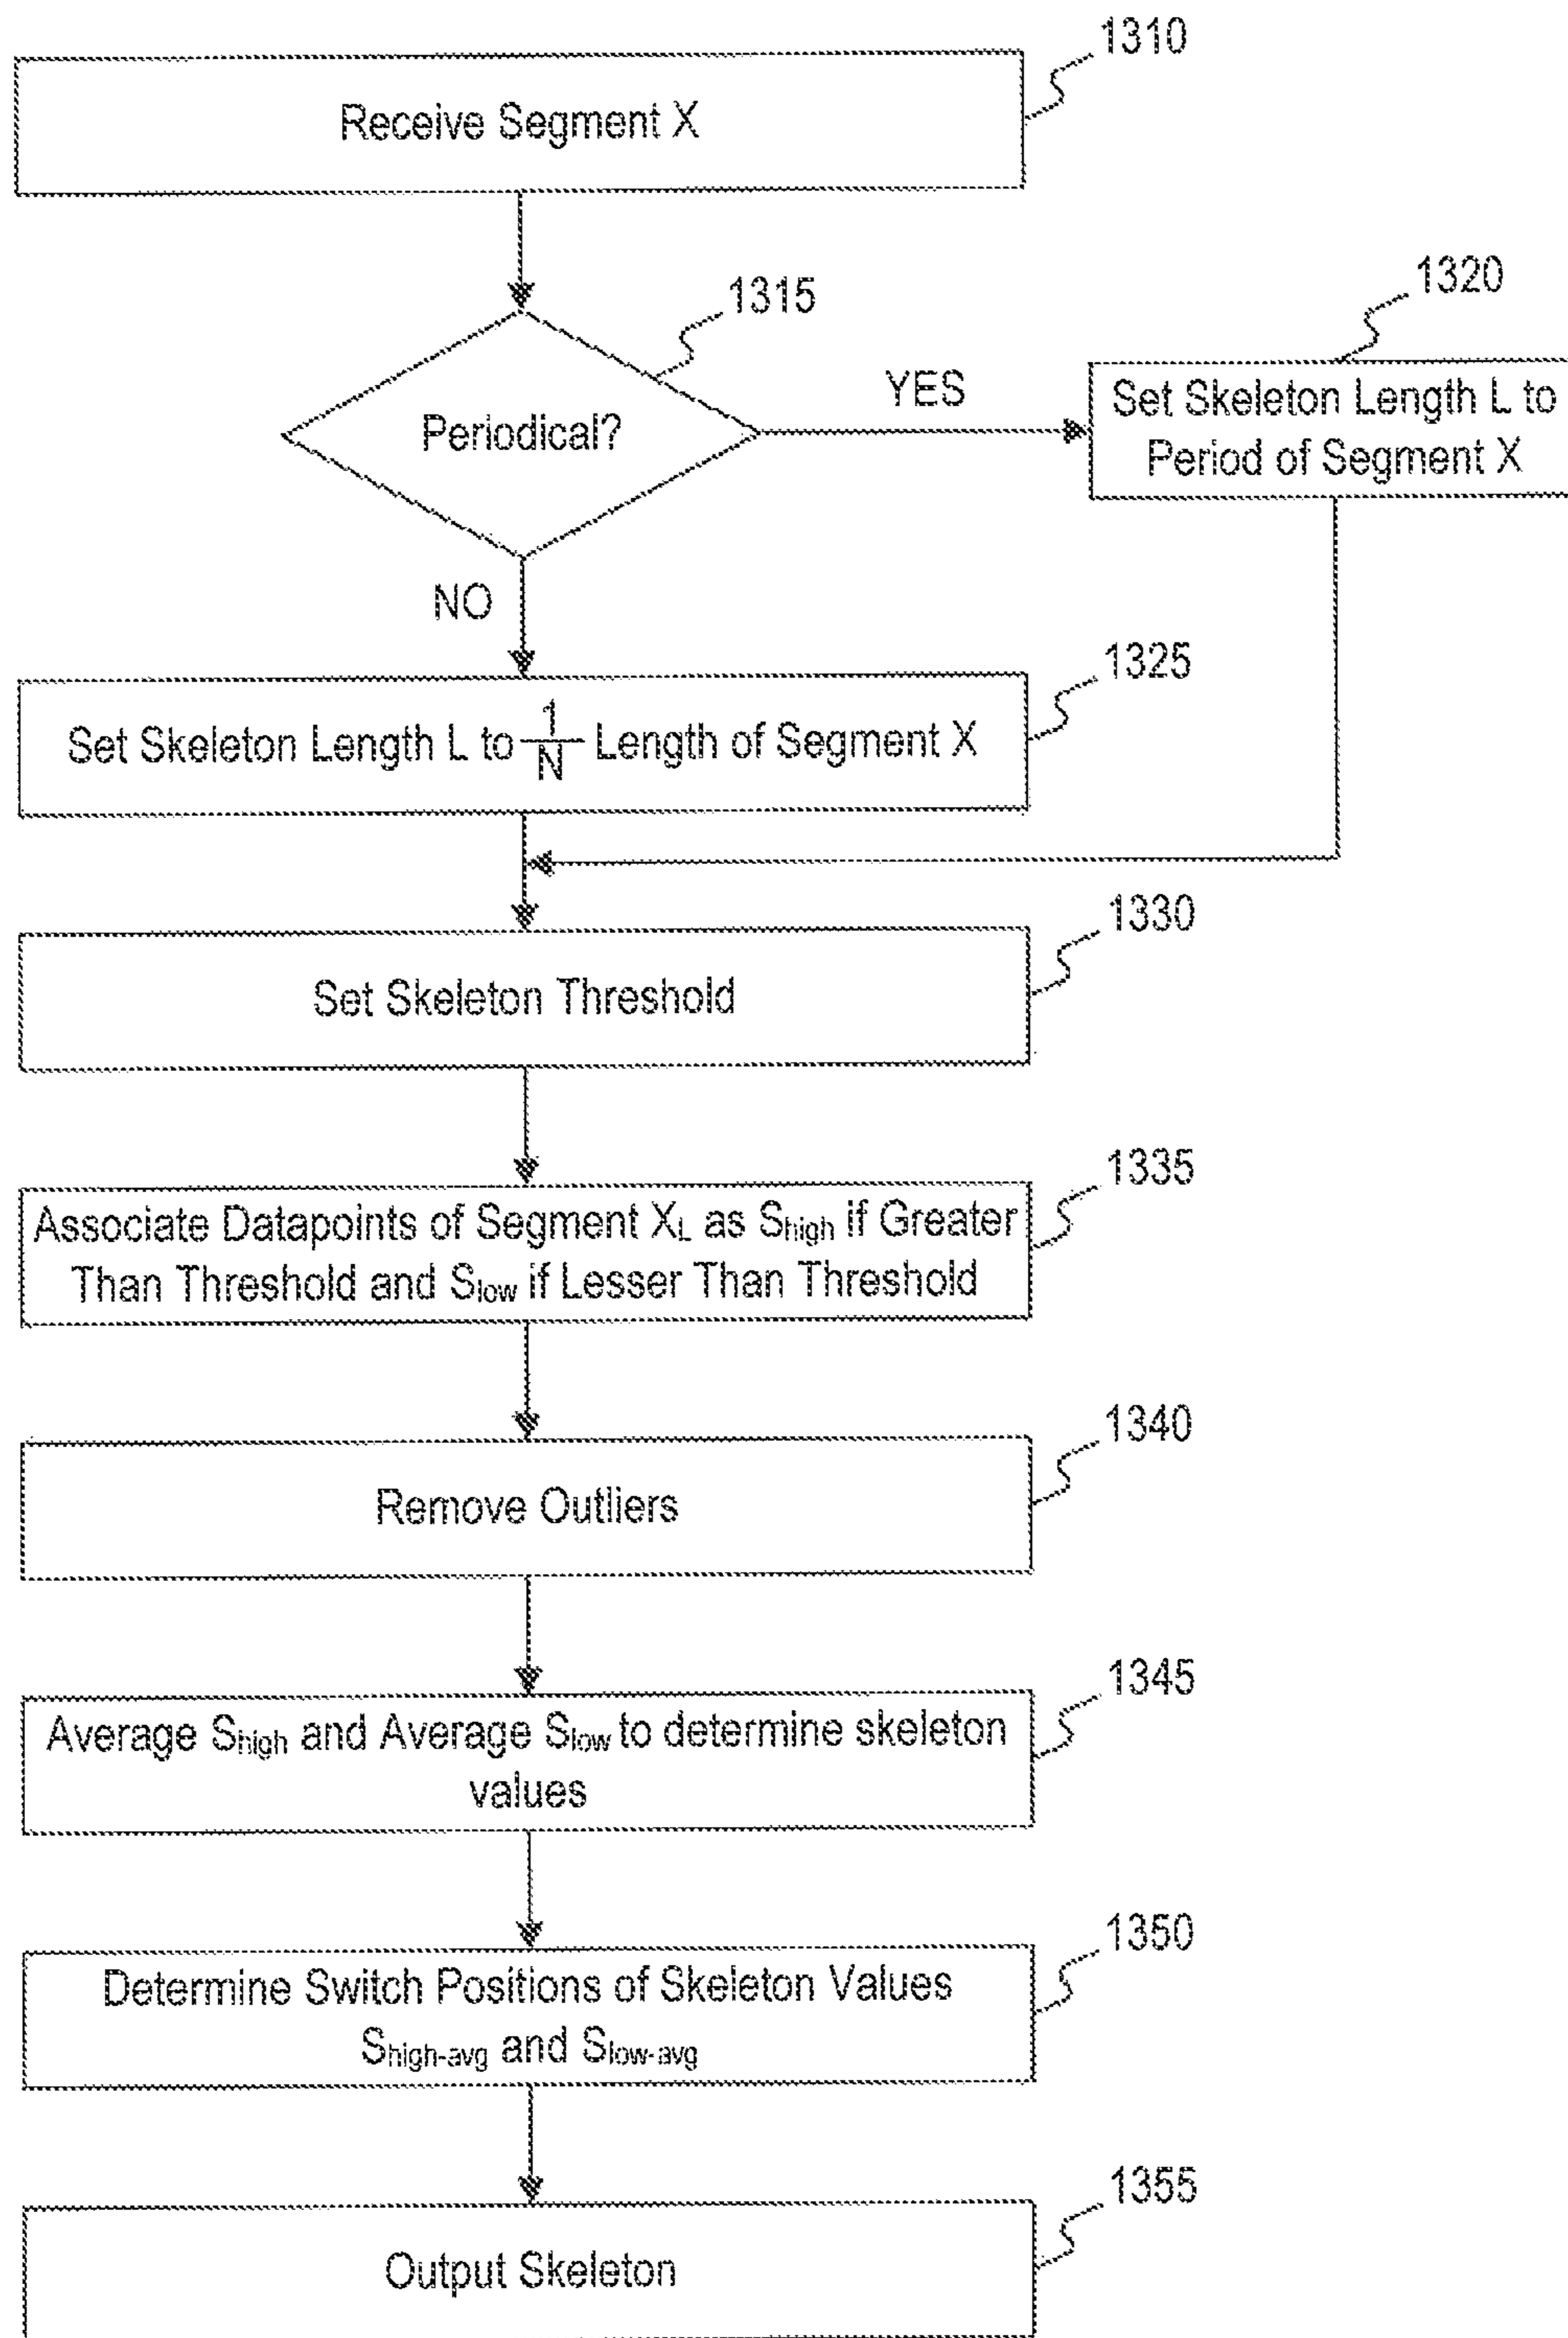 1310
Receive Segment X
1315
1320
Periodical?
YES
Set Skeleton Length L to
Period of Segment X
NO
1325
Set Skeleton Length L to 1/N Length of Segment X
1330
Set Skeleton Threshold
1335
Associate Datapoints of Segment XL as Shigh if Greater
Than Threshold and Slow if Lesser Than Threshold
1340
Remove Outliers
1345
Average Shigh and Average Slow to determine skeleton
values
1350
Determine Switch Positions of Skeleton Values
Shigh-avg and Slow-avg
1355
Output Skeleton